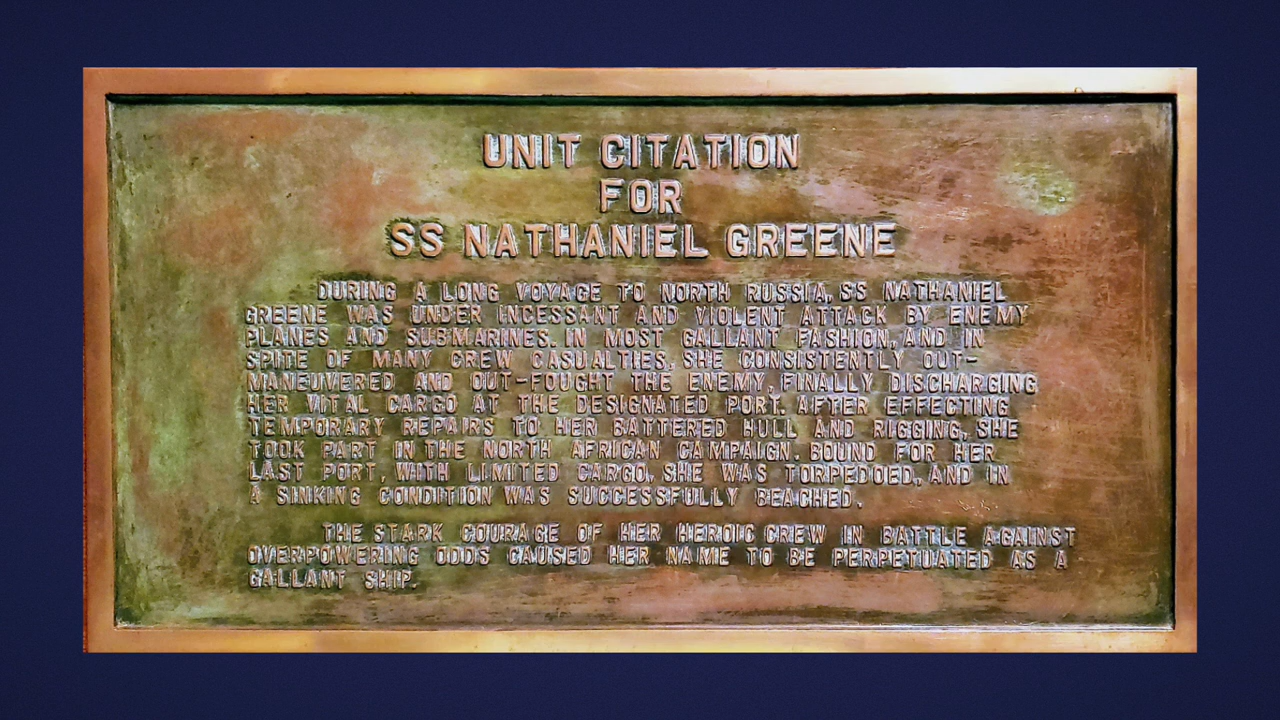 UNIT CITATION
FOR
SS NATHANIEL GREENE
DURING A LONG VOYAGE TO NORTH RUSSIA, SS NATHANIEL
GREENE WAS UNDER INCESSANT AND VIOLENT ATTACK BY ENEMY
PLANES AND SUBMARINES. IN MOST GALLANT FASHION, AND IN
SPITE OF MANY CREW CASUALTIES, SHE CONSISTENTLY OUT-
MANEUVERED AND OUT-FOUGHT THE ENEMY, FINALLY DISCHARGING
HER VITAL CARGO AT THE DESIGNATED PORT. AFTER EFFECTING
TEMPORARY REPAIRS TO HER BATTERED HULL AND RIGGING, SHE
TOOK PART IN THE NORTH AFRICAN CAMPAIGN. BOUND FOR HER
LAST PORT, WITH LIMITED CARGO, SHE WAS TORPEDOED, AND IN
A SINKING CONDITION WAS SUCCESSFULLY BEACHED.
THE STARK COURAGE OF HER HEROIC CREW IN BATTLE AGAINST
OVERPOWERING ODDS CAUSED HER NAME TO BE PERPETUATED AS A
GALLANT SHIP.